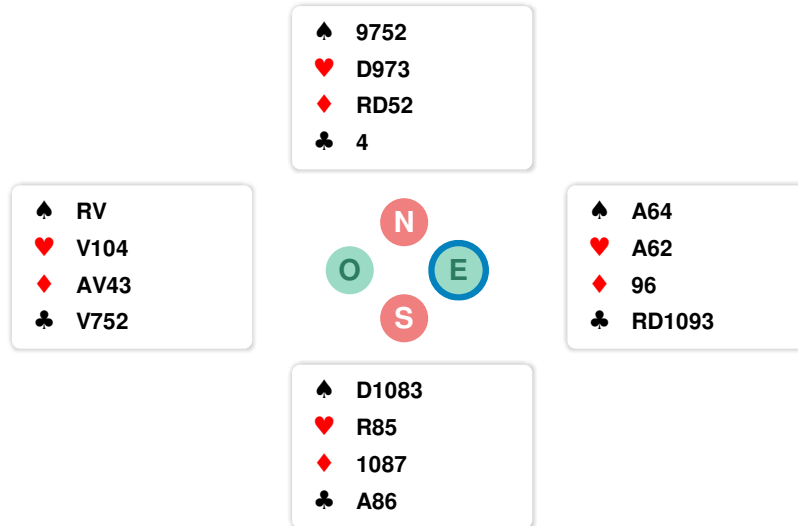 ♠ 9752
♥ D973
♦ RD52
♣ 4
♠ RV
♥ V104
♦ AV43
♣ V752
N
O E
S
♠ A64
♥ A62
♦ 96
♣ RD1093
♠ D1083
♥ R85
♦ 1087
♣ A86